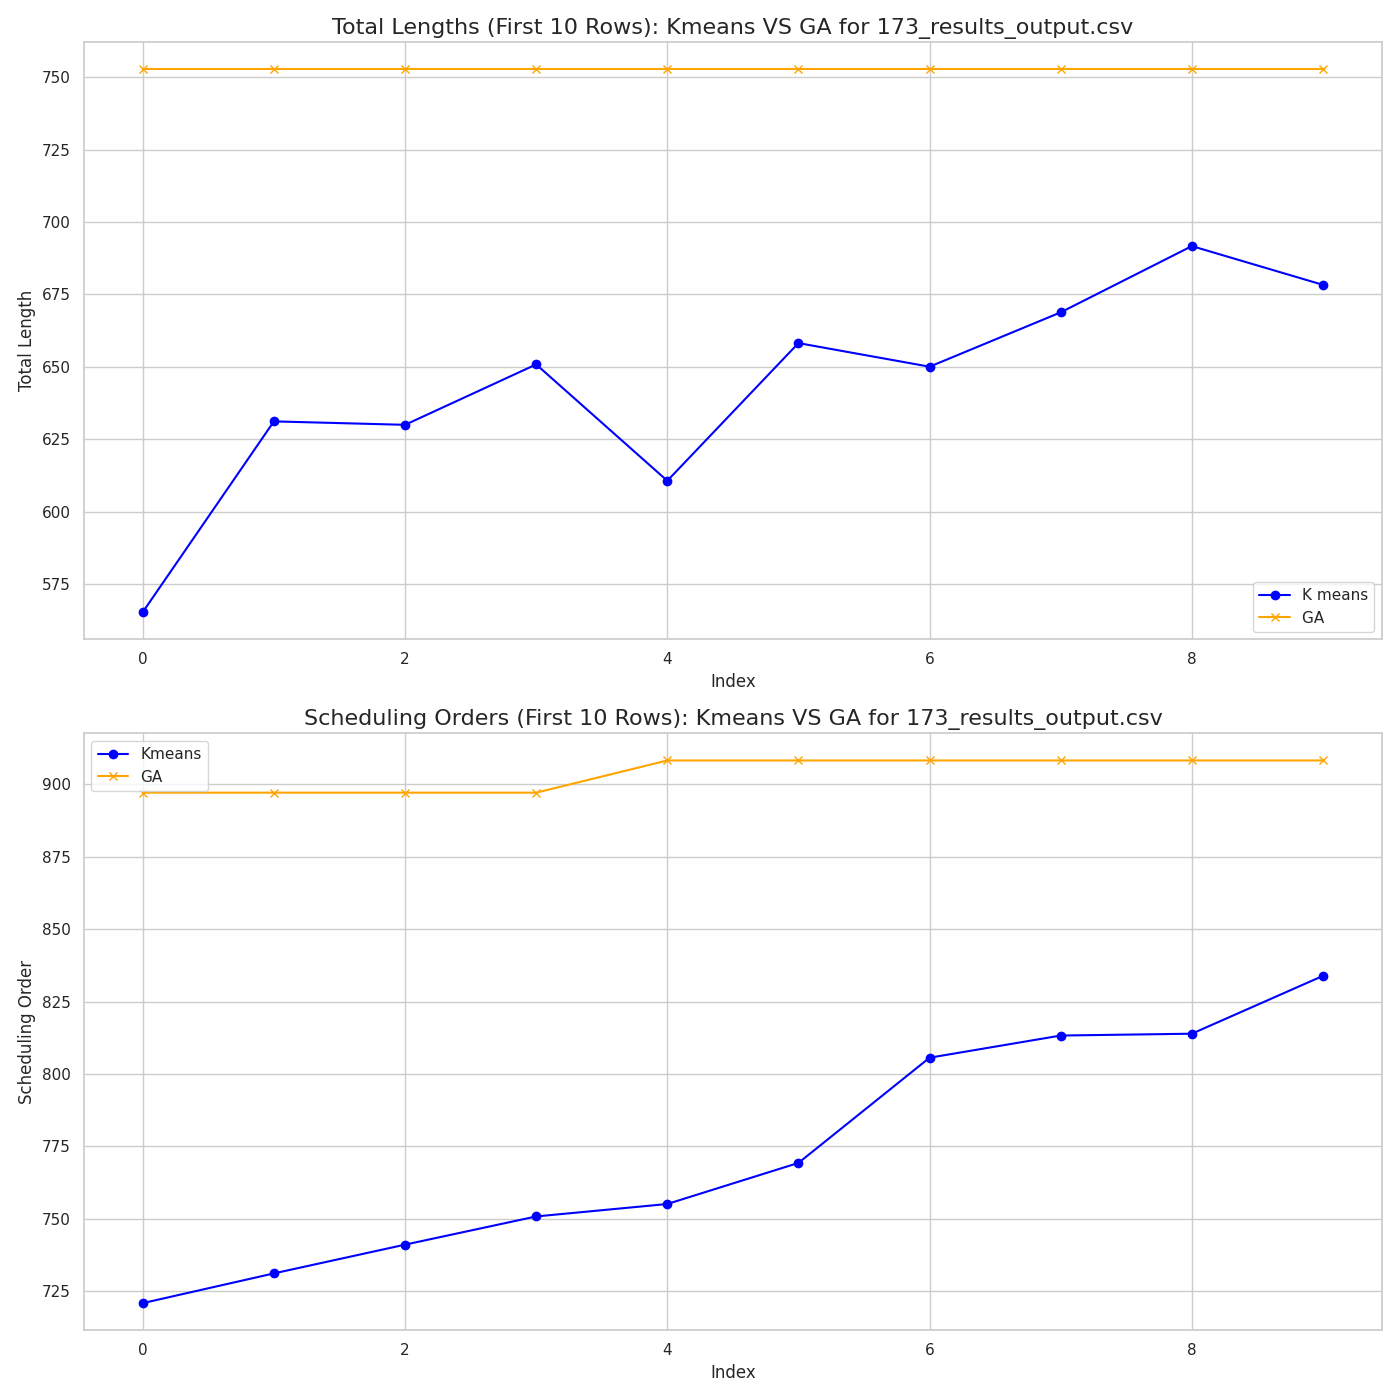 Total Lengths (First 10 Rows): Kmeans VS GA for 173_results_output.csv
750
725
700
675
650
625
600
575
Total Length
K means
GA
0 2 4 6 8
Index
Scheduling Orders (First 10 Rows): Kmeans VS GA for 173_results_output.csv
Kmeans
GA
900
875
850
825
800
775
750
725
Scheduling Order
0 2 4 6 8
Index